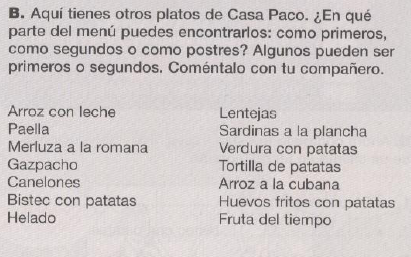 B. Aquí tienes otros platos de Casa Paco. ¿En qué
parte del menú puedes encontrarlos: como primeros,
como segundos o como postres? Algunos pueden ser
primeros o segundos. Coméntalo con tu compañero.
Arroz con leche
Paella
Merluza a la romana
Gazpacho
Canelones
Bistec con patatas
Helado
Lentejas
Sardinas a la plancha
Verdura con patatas
Tortilla de patatas
Arroz a la cubana
Huevos fritos con patatas
Fruta del tiempo